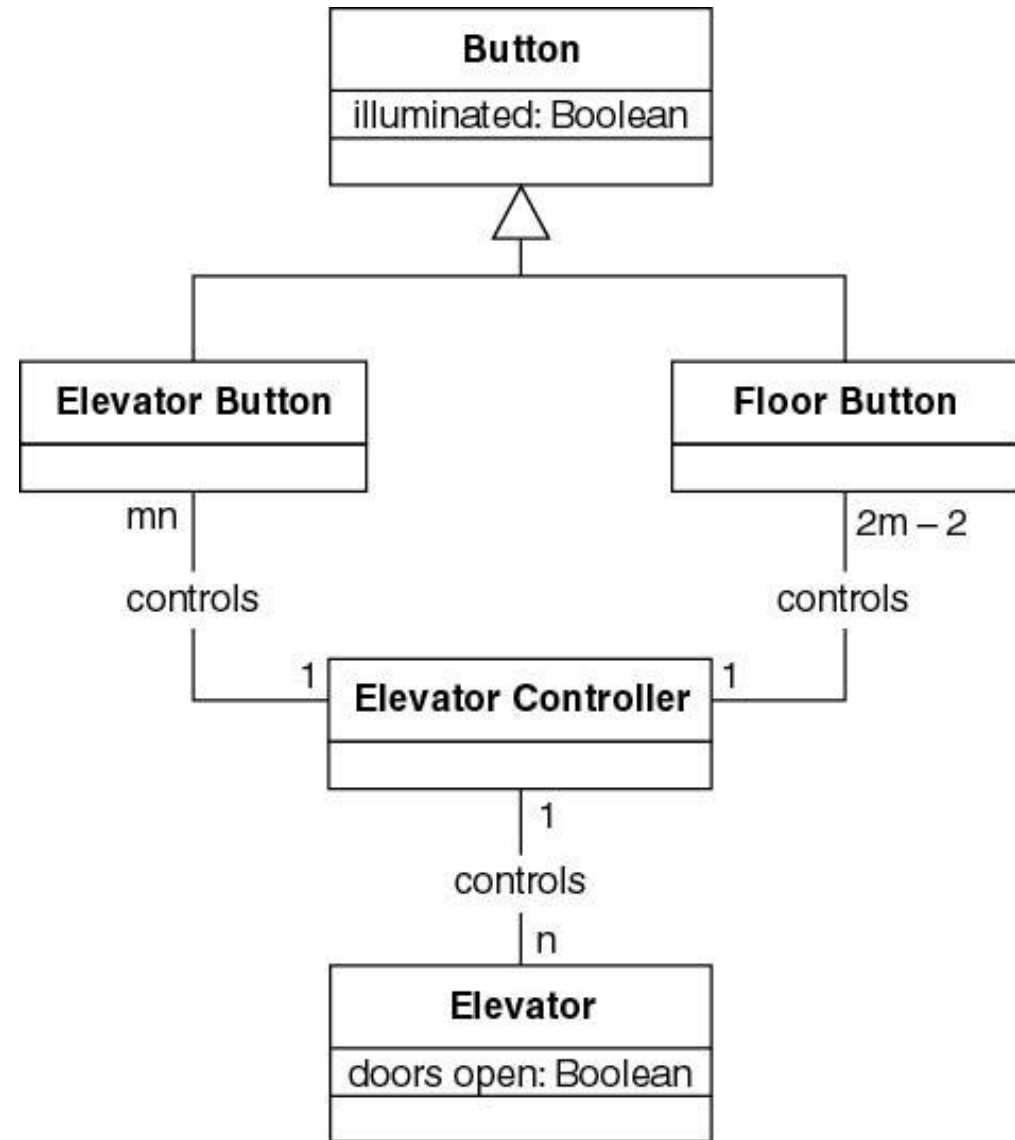 Button
illuminated: Boolean
Elevator Button
Floor Button
mn
2m – 2
controls
controls
1
Elevator Controller
1
1
controls
n
Elevator
doors open: Boolean